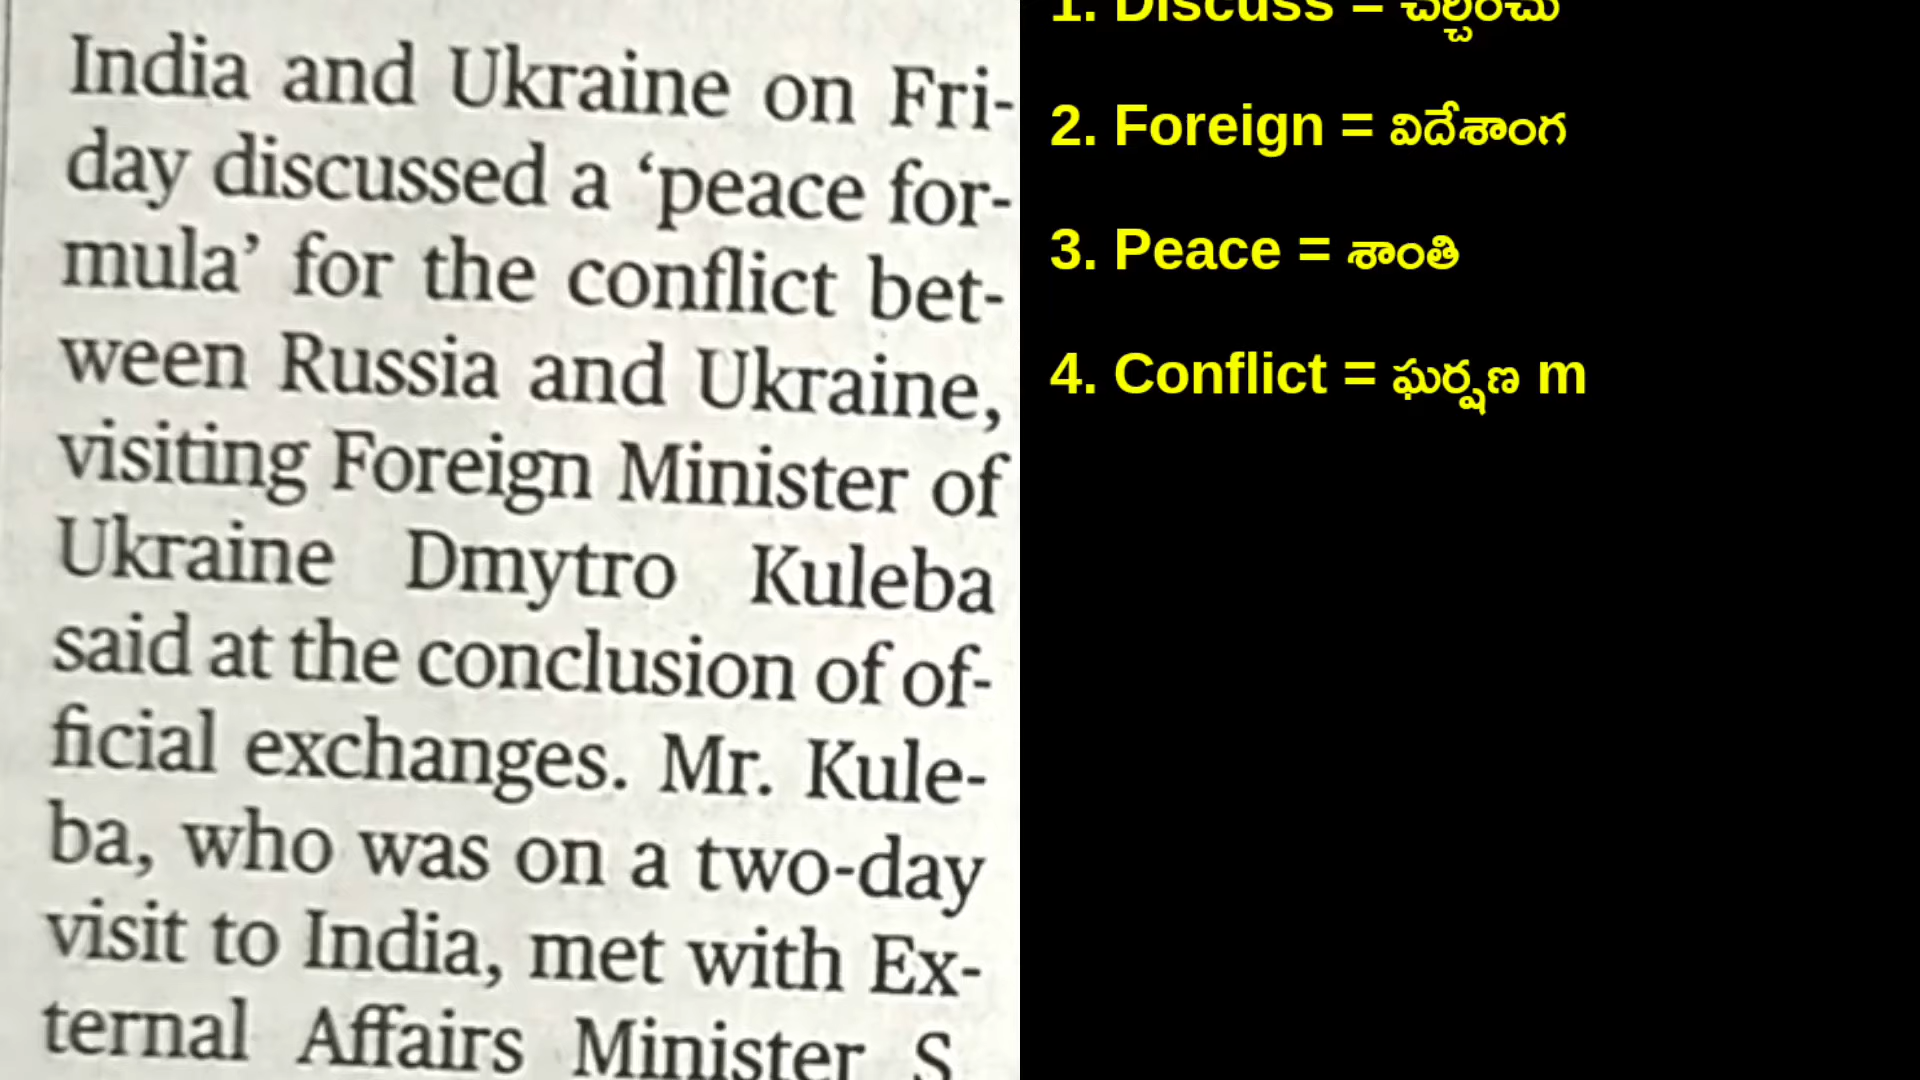 India and Ukraine on Fri-
day discussed a ‘peace for-
mula’ for the conflict bet-
ween Russia and Ukraine,
visiting Foreign Minister of
Ukraine Dmytro Kuleba
said at the conclusion of of-
ficial exchanges. Mr. Kule-
ba, who was on a two-day
visit to India, met with Ex-
ternal Affairs Minister S
1. Discuss = చర్చించు
2. Foreign = విదేశాంగ
3. Peace = శాంతి
4. Conflict = ఘర్షణ m